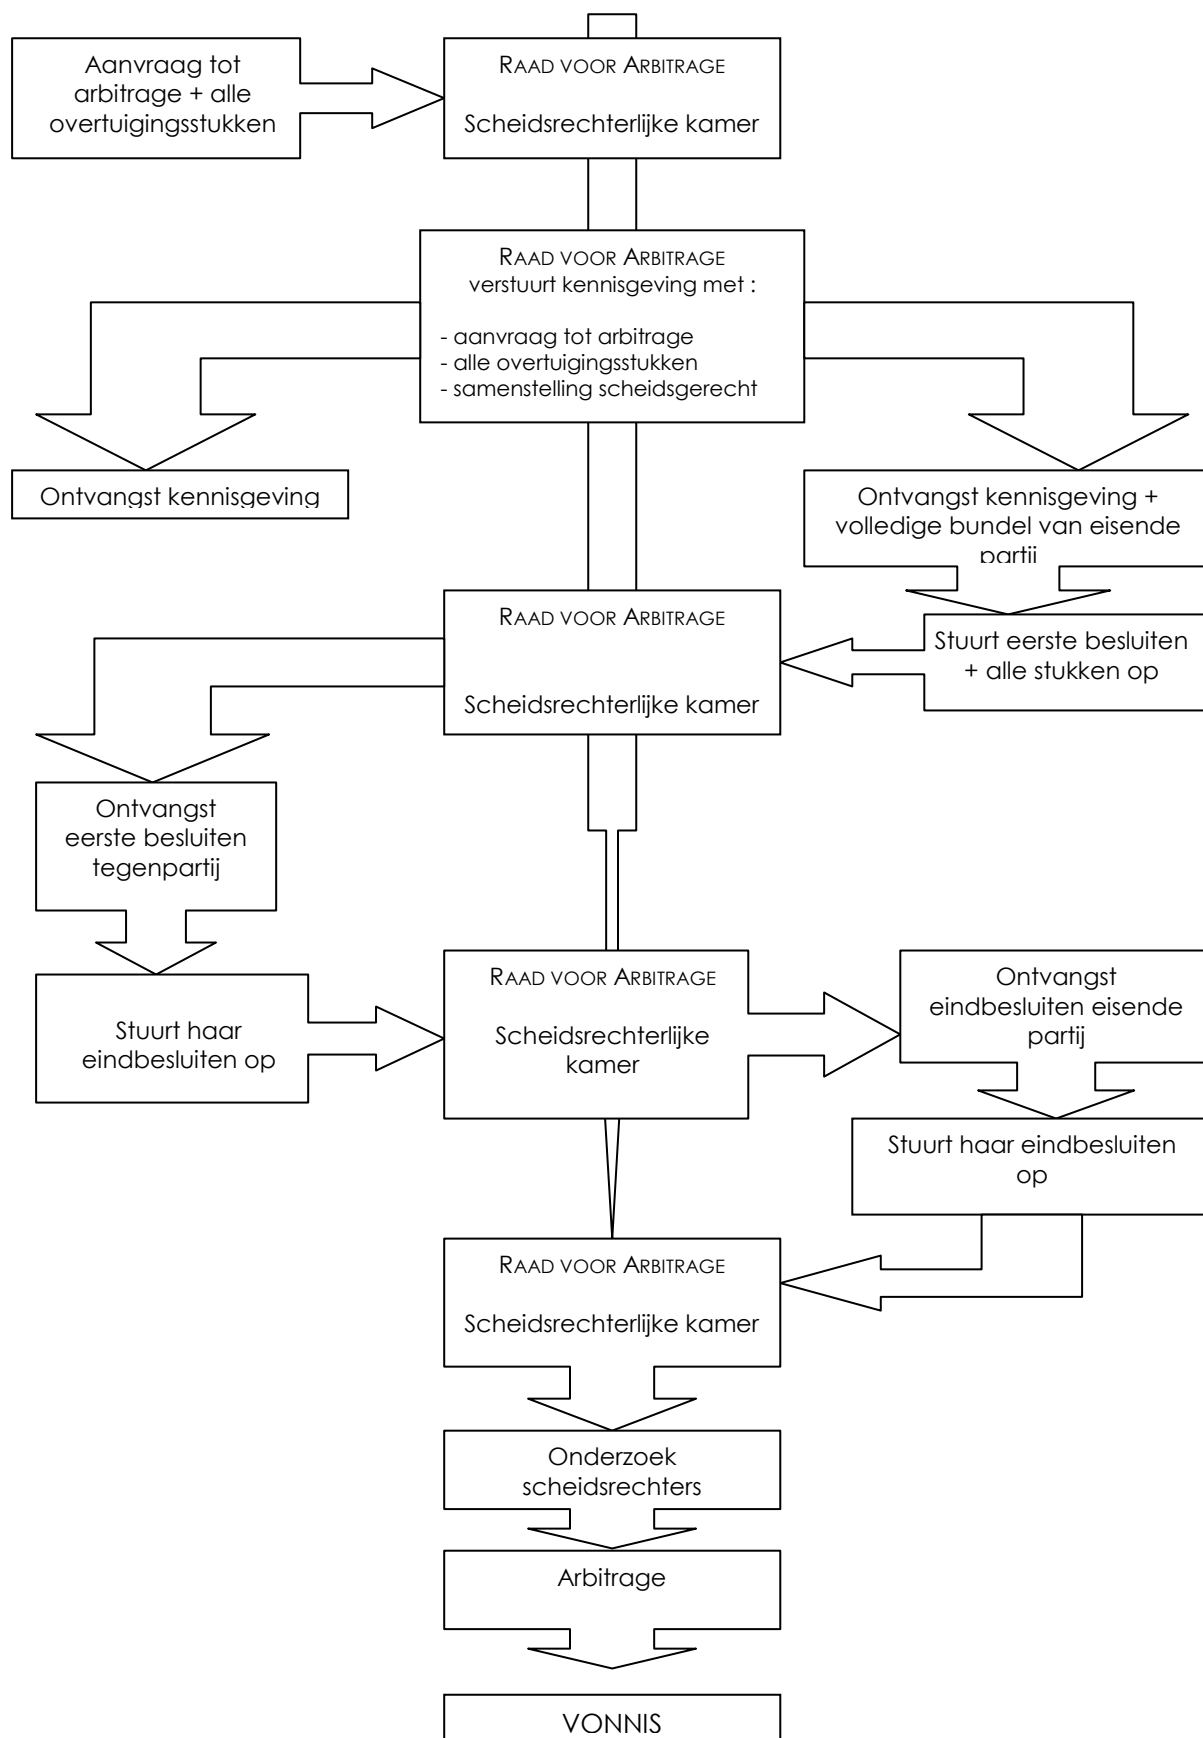 Aanvraag tot
arbitrage + alle
overtuigingsstukken
RAAD VOOR ARBITRAGE
Scheidsrechterlijke kamer
RAAD VOOR ARBITRAGE
verstuurt kennisgeving met :
- aanvraag tot arbitrage
- alle overtuigingsstukken
- samenstelling scheidsgerecht
Ontvangst kennisgeving
Ontvangst kennisgeving +
volledige bundel van eisende
partij
RAAD VOOR ARBITRAGE
Scheidsrechterlijke kamer
Stuurt eerste besluiten
+ alle stukken op
Ontvangst
eerste besluiten
tegenpartij
Stuurt haar
eindbesluiten op
RAAD VOOR ARBITRAGE
Scheidsrechterlijke
kamer
Ontvangst
eindbesluiten eisende
partij
Stuurt haar eindbesluiten
op
RAAD VOOR ARBITRAGE
Scheidsrechterlijke kamer
Onderzoek
scheidsrechters
Arbitrage
VONNIS